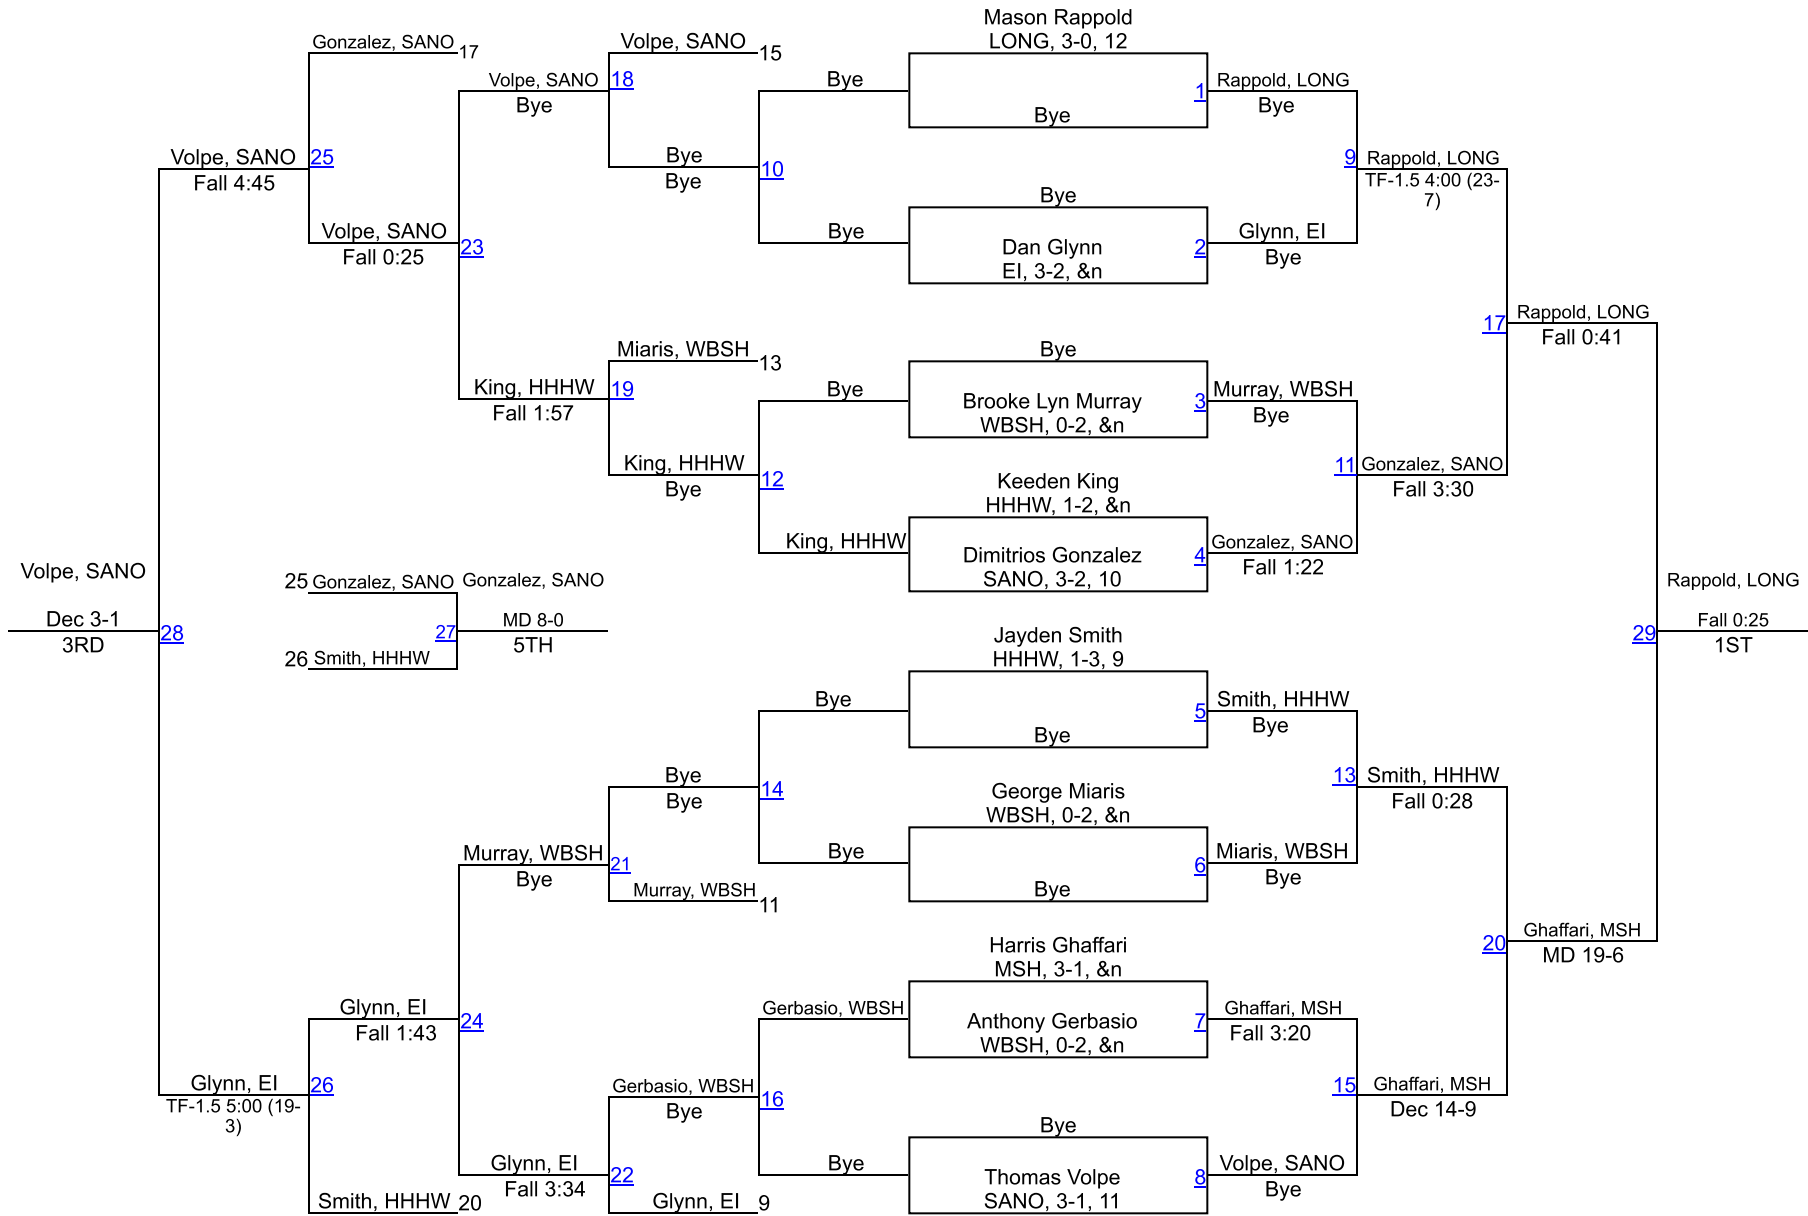 Mason Rappold
LONG, 3-0, 12
Gonzalez, SANO
17
Volpe, SANO
15
Volpe, SANO
18
Bye
Bye
1
Rappold, LONG
Bye
Bye
Bye
Volpe, SANO
25
Fall 4:45
Bye
10
Bye
9
Rappold, LONG
TF-1.5 4:00 (23-
7)
Bye
Volpe, SANO
23
Fall 0:25
Bye
Dan Glynn
EI, 3-2, &n
2
Glynn, EI
Bye
17
Rappold, LONG
Fall 0:41
Miaris, WBSH
13
Bye
King, HHHW
19
Fall 1:57
Bye
Brooke Lyn Murray
WBSH, 0-2, &n
3
Murray, WBSH
Bye
King, HHHW
12
Bye
Keeden King
HHHW, 1-2, &n
11
Gonzalez, SANO
Fall 3:30
King, HHHW
Dimitrios Gonzalez
SANO, 3-2, 10
4
Gonzalez, SANO
Fall 1:22
Volpe, SANO
Dec 3-1
3RD
28
25
Gonzalez, SANO
Gonzalez, SANO
27
MD 8-0
5TH
26
Smith, HHHW
Rappold, LONG
29
Fall 0:25
1ST
Jayden Smith
HHHW, 1-3, 9
Bye
5
Smith, HHHW
Bye
Bye
Bye
14
Bye
George Miaris
WBSH, 0-2, &n
13
Smith, HHHW
Fall 0:28
Murray, WBSH
21
Bye
Murray, WBSH
11
Bye
6
Miaris, WBSH
Bye
Bye
Harris Ghaffari
MSH, 3-1, &n
20
Ghaffari, MSH
MD 19-6
Glynn, EI
24
Fall 1:43
Gerbasio, WBSH
Anthony Gerbasio
WBSH, 0-2, &n
7
Ghaffari, MSH
Fall 3:20
Glynn, EI
26
TF-1.5 5:00 (19-
3)
Gerbasio, WBSH
16
Bye
15
Ghaffari, MSH
Dec 14-9
Bye
Glynn, EI
22
Fall 3:34
Bye
Thomas Volpe
SANO, 3-1, 11
8
Volpe, SANO
Bye
Smith, HHHW
20
Glynn, EI
9